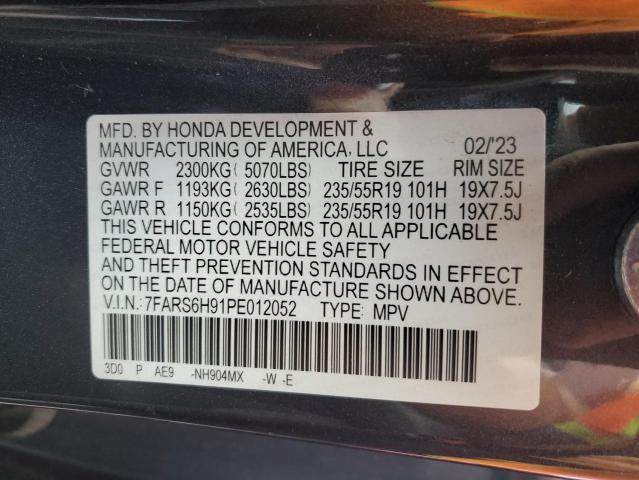 MFD. BY HONDA DEVELOPMENT &
MANUFACTURING OF AMERICA, LLC 02/'23
GVWR 2300KG( 5070LBS) TIRE SIZE RIM SIZE
GAWR F 1193KG( 2630LBS) 235/55R19 101H 19X7.5J
GAWR R 1150KG( 2535LBS) 235/55R19 101H 19X7.5J
THIS VEHICLE CONFORMS TO ALL APPLICABLE
FEDERAL MOTOR VEHICLE SAFETY
AND THEFT PREVENTION STANDARDS IN EFFECT
ON THE DATE OF MANUFACTURE SHOWN ABOVE.
V.I.N.: 7FARS6H91PE012052 TYPE: MPV
3D0 P AE9 -NH904MX -W -E